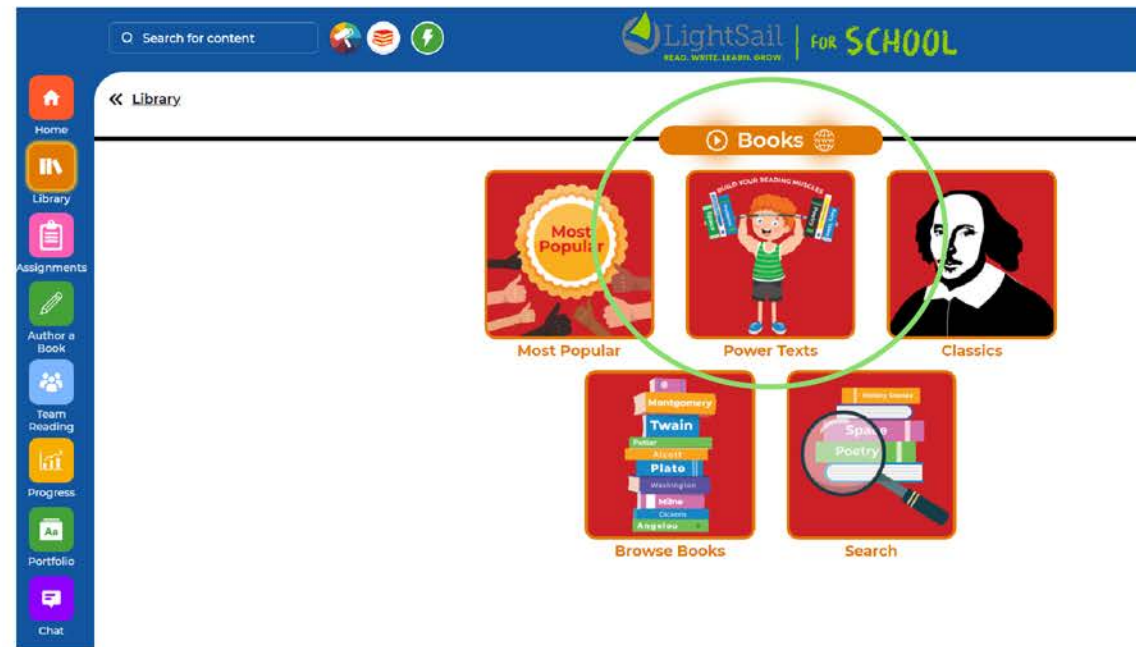 Search for content
LightSail | FOR SCHOOL
READ. WRITE. LEARN. GROW.
Home
Library
Assignments
Author a
Book
Team
Reading
Progress
Aa
Portfolio
Chat
« Library
Books
Most
Popular
Most Popular
BUILD YOUR READING MUSCLES
Power Texts
Classics
Montgomery
Twain
Potter
Alcott
Plato
Washington
Milne
Dickens
Angelou
Browse Books
Space
Poetry
Search